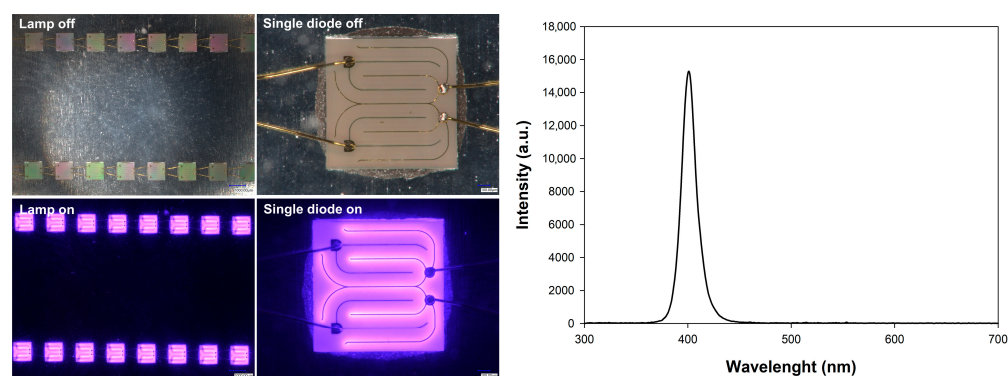 Lamp off
Single diode off
Lamp on
Single diode on
18,000
16,000
14,000
12,000
10,000
8000
6000
4000
2000
0
Intensity (a.u.)
300
400
500
600
700
Wavelenght (nm)